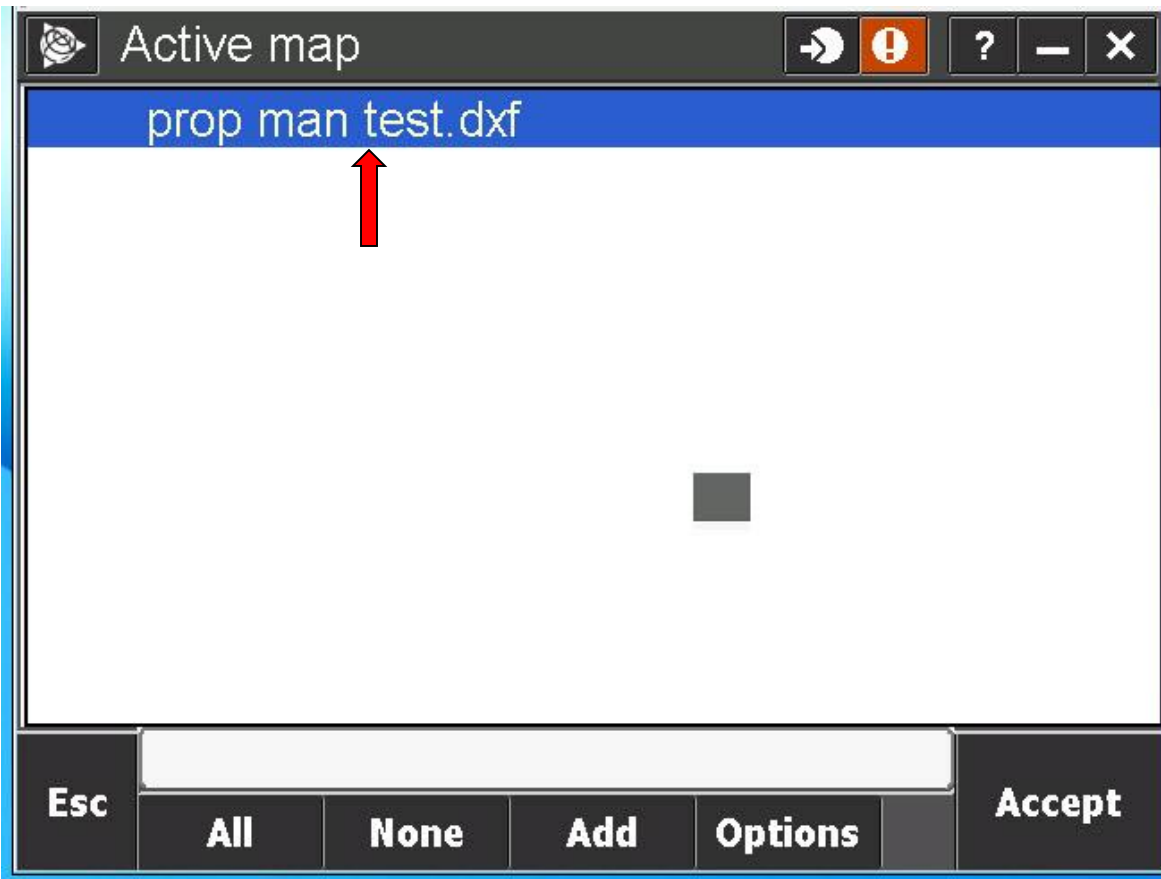 Active map
? – ×
prop man test.dxf
Esc
All None Add Options
Accept